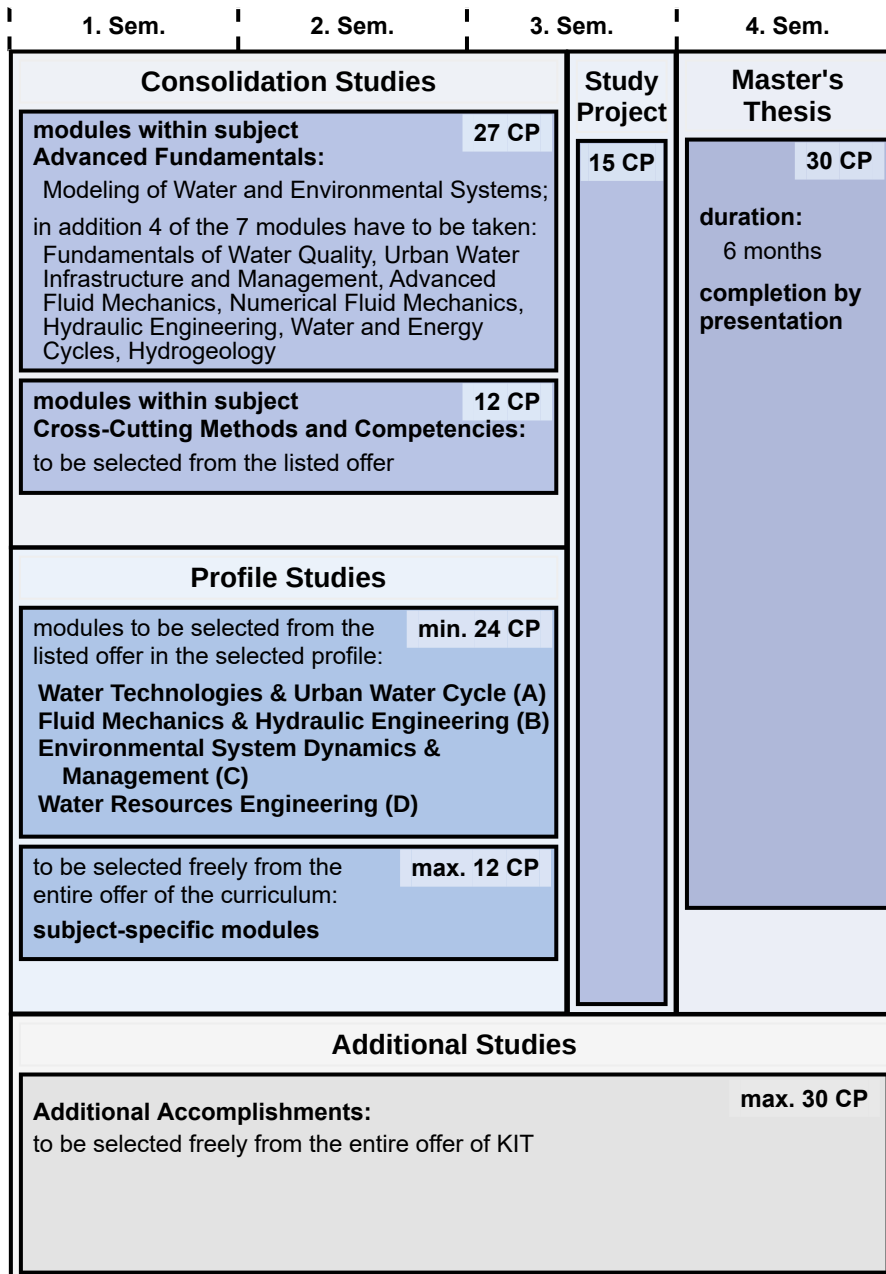 1. Sem.
2. Sem.
3. Sem.
4. Sem.
Consolidation Studies
modules within subject
27 CP
Advanced Fundamentals:
Modeling of Water and Environmental Systems;
in addition 4 of the 7 modules have to be taken:
Fundamentals of Water Quality, Urban Water
Infrastructure and Management, Advanced
Fluid Mechanics, Numerical Fluid Mechanics,
Hydraulic Engineering, Water and Energy
Cycles, Hydrogeology
modules within subject
12 CP
Cross-Cutting Methods and Competencies:
to be selected from the listed offer
Profile Studies
modules to be selected from the
min. 24 CP
listed offer in the selected profile:
Water Technologies & Urban Water Cycle (A)
Fluid Mechanics & Hydraulic Engineering (B)
Environmental System Dynamics &
Management (C)
Water Resources Engineering (D)
to be selected freely from the
max. 12 CP
entire offer of the curriculum:
subject-specific modules
Study
Project
15 CP
Master's
Thesis
30 CP
duration:
6 months
completion by
presentation
Additional Studies
Additional Accomplishments:
max. 30 CP
to be selected freely from the entire offer of KIT